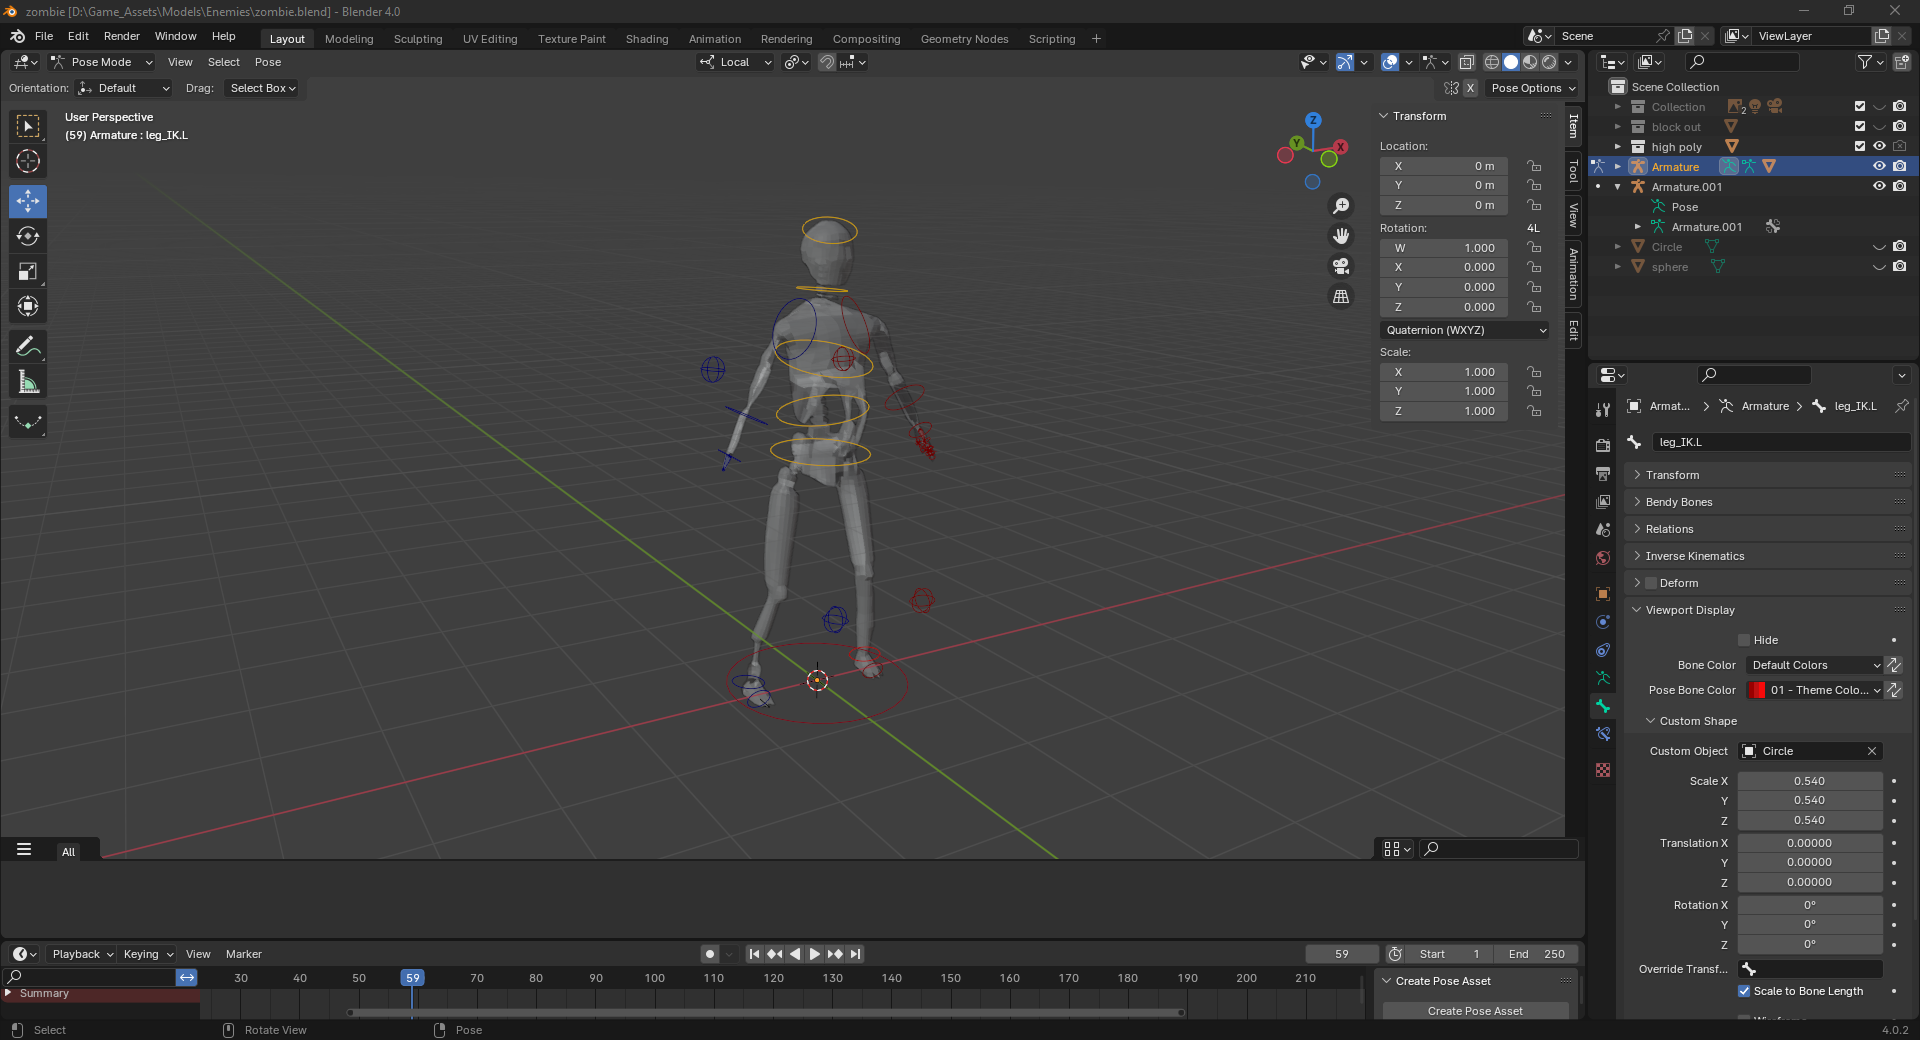 zombie [D:\Game_Assets\Models\Enemies\zombie.blend] - Blender 4.0
File Edit Render Window Help Layout Modeling Sculpting UV Editing Texture Paint Shading Animation Rendering Compositing Geometry Nodes Scripting + Scene ViewLayer
Pose Mode View Select Pose Local
Orientation: Default Drag: Select Box X Pose Options
User Perspective
(59) Armature : leg_IK.L
Z
Y
X
Transform
Location:
X 0 m
Y 0 m
Z 0 m
Rotation: 4L
W 1.000
X 0.000
Y 0.000
Z 0.000
Quaternion (WXYZ)
Scale:
X 1.000
Y 1.000
Z 1.000
Item
Tool
View
Animation
Edit
Scene Collection
Collection 2
block out
high poly
Armature
Armature.001
Pose
Armature.001
Circle
sphere
Armat... Armature leg_IK.L
leg_IK.L
Transform
Bendy Bones
Relations
Inverse Kinematics
Deform
Viewport Display
Hide
Bone Color Default Colors
Pose Bone Color 01 - Theme Colo...
Custom Shape
Custom Object Circle
Scale X 0.540
Y 0.540
Z 0.540
Translation X 0.00000
Y 0.00000
Z 0.00000
Rotation X 0°
Y 0°
Z 0°
Override Transf...
Scale to Bone Length
All
Playback Keying View Marker 59 Start 1 End 250
30 40 50 59 70 80 90 100 110 120 130 140 150 160 170 180 190 200 210
Summary
Create Pose Asset
Create Pose Asset
Select Rotate View Pose 4.0.2